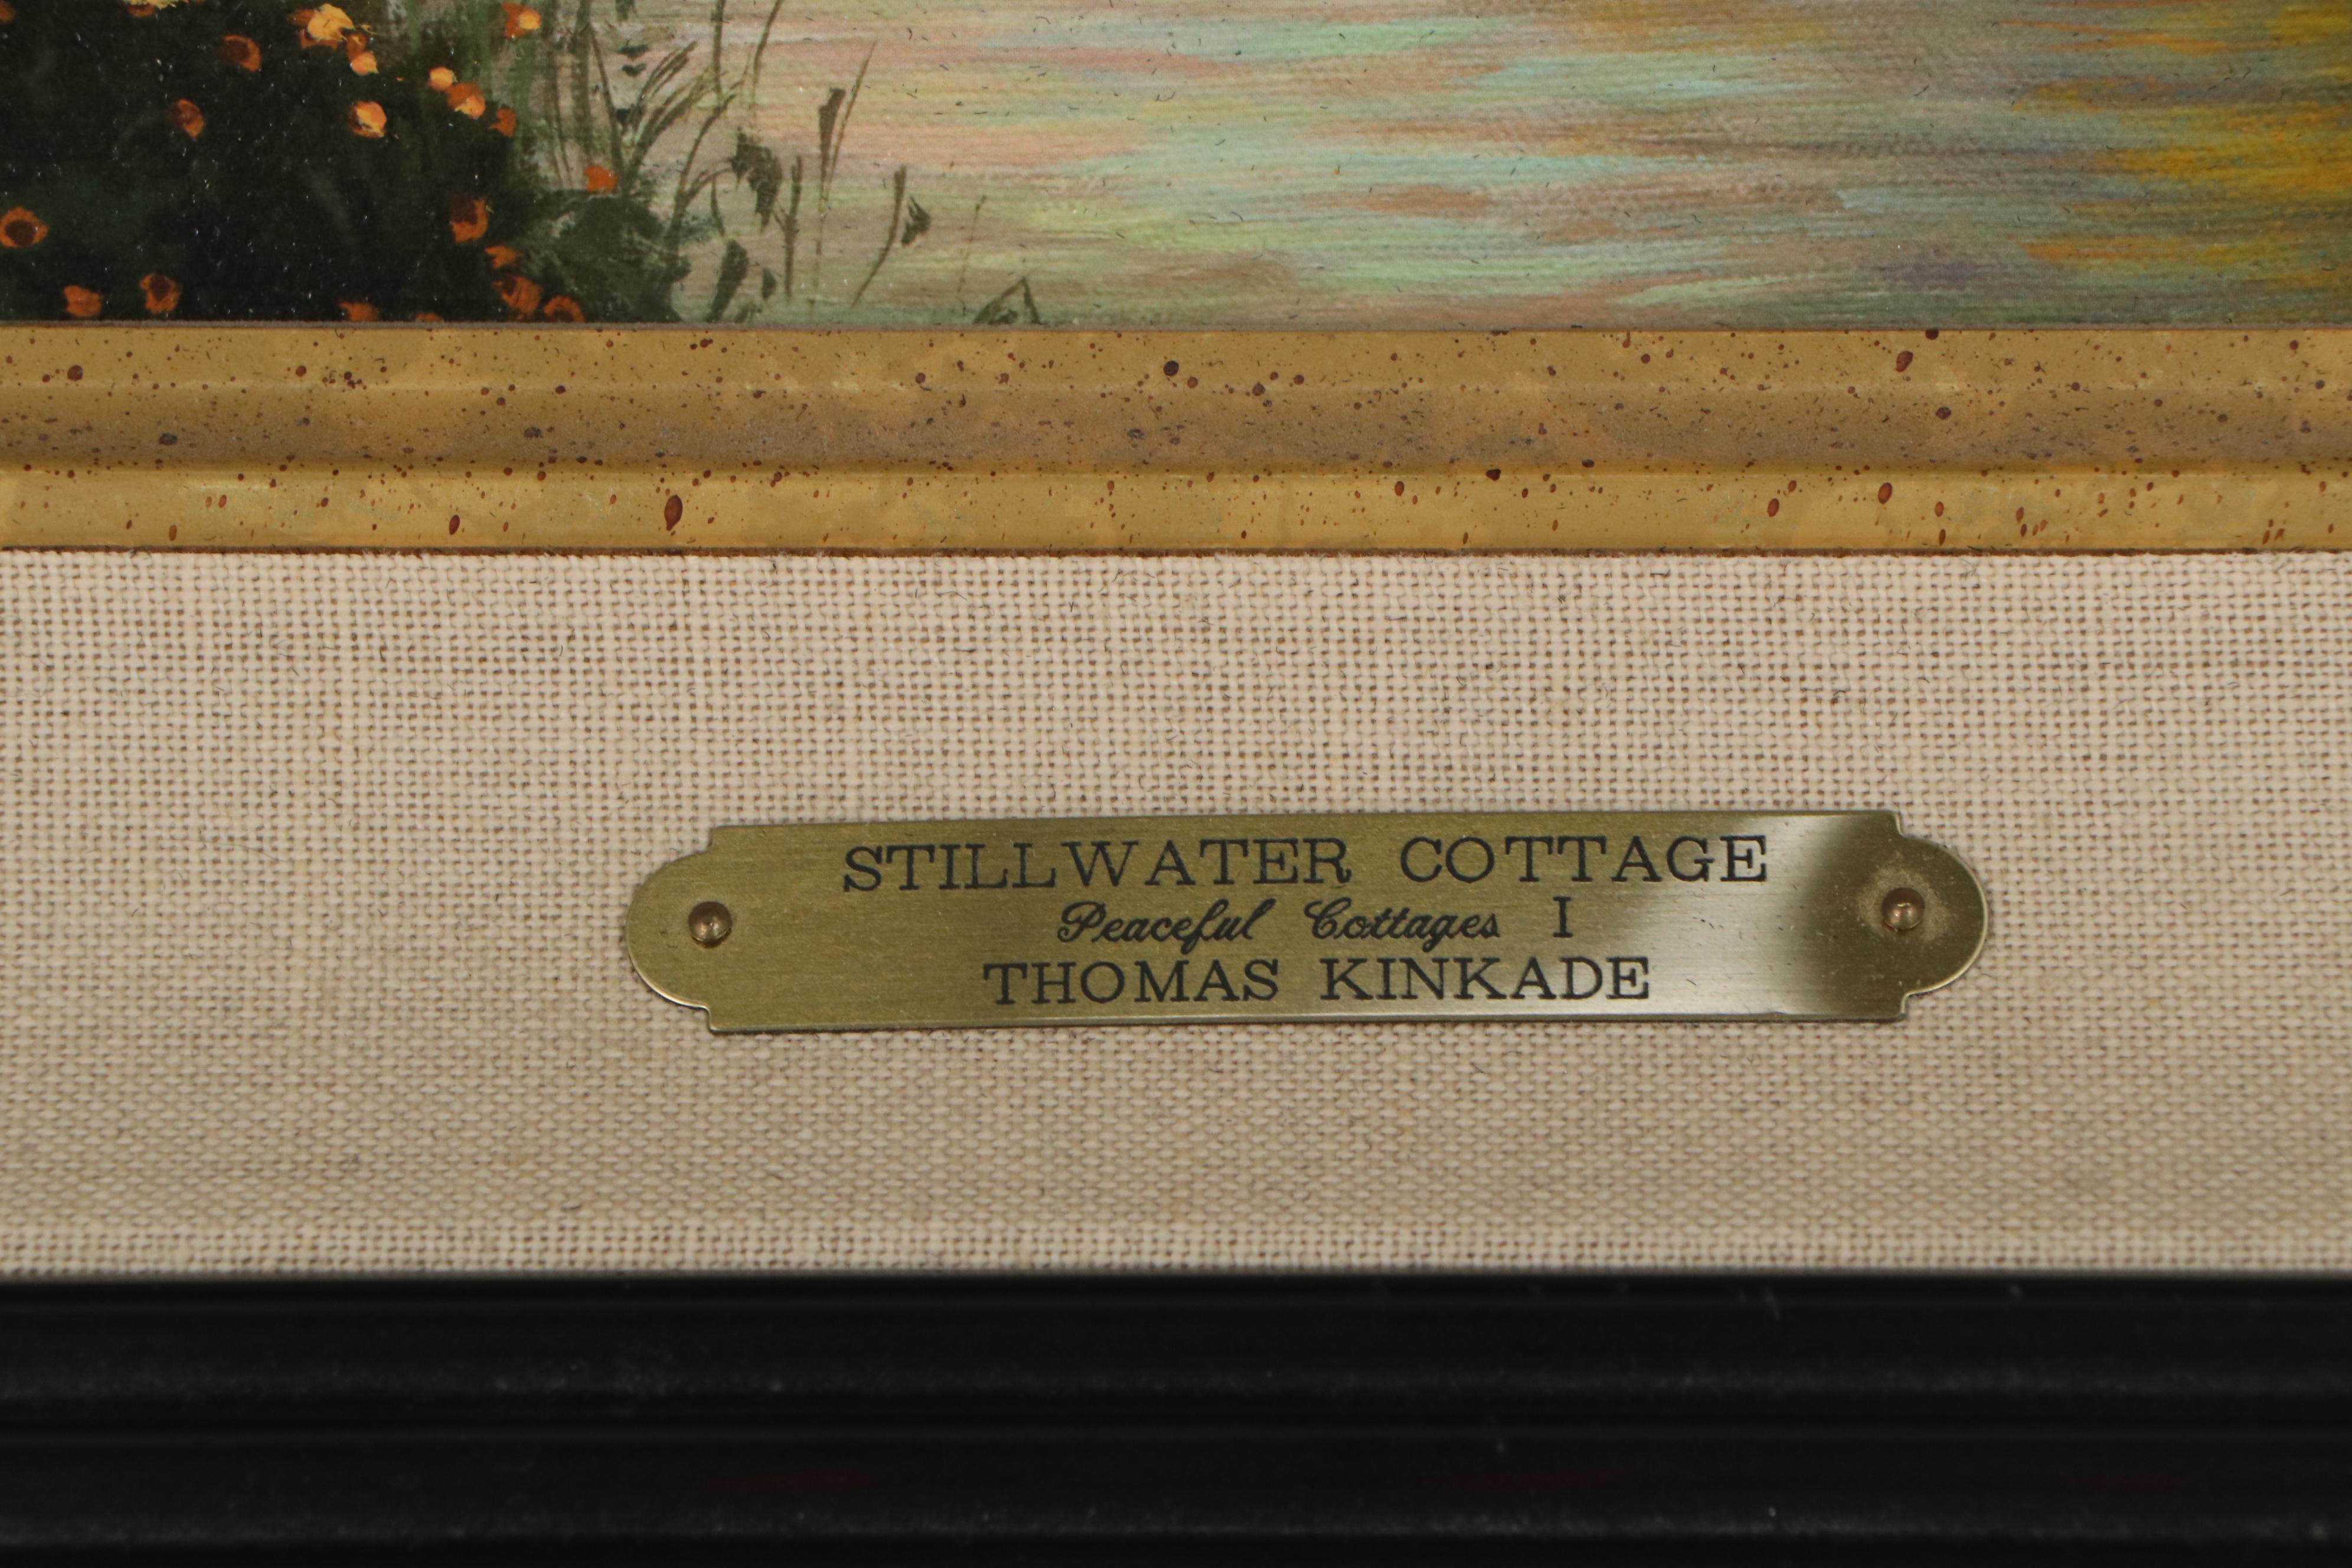 STILLWATER COTTAGE
Peaceful Cottages I
THOMAS KINKADE